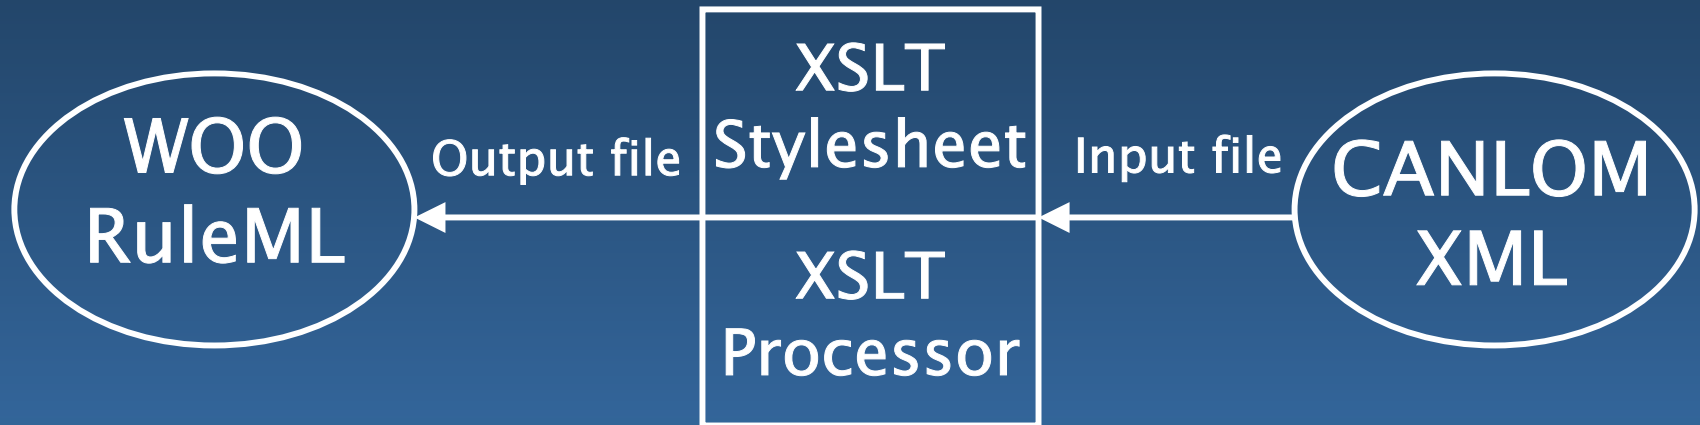 WOO
RuleML
Output file
XSLT
Stylesheet
XSLT
Processor
Input file
CANLOM
XML